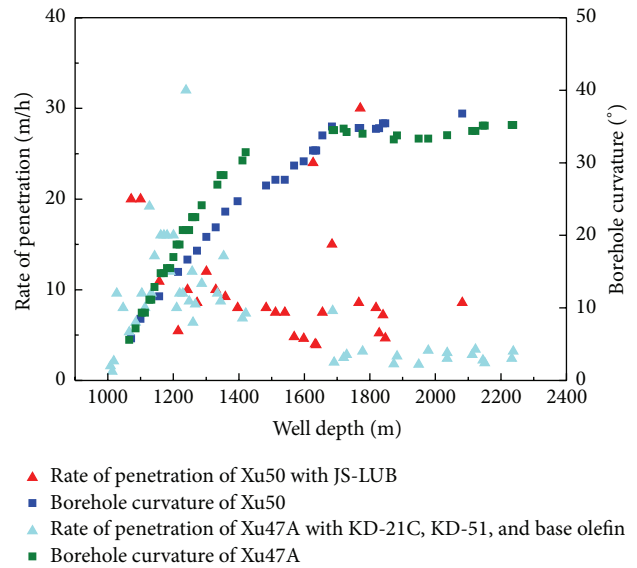 40
30
20
10
0
Rate of penetration (m/h)
50
40
30
20
10
0
Borehole curvature (°)
1000 1200 1400 1600 1800 2000 2200 2400
Well depth (m)
Rate of penetration of Xu50 with JS-LUB
Borehole curvature of Xu50
Rate of penetration of Xu47A with KD-21C, KD-51, and base olefin
Borehole curvature of Xu47A